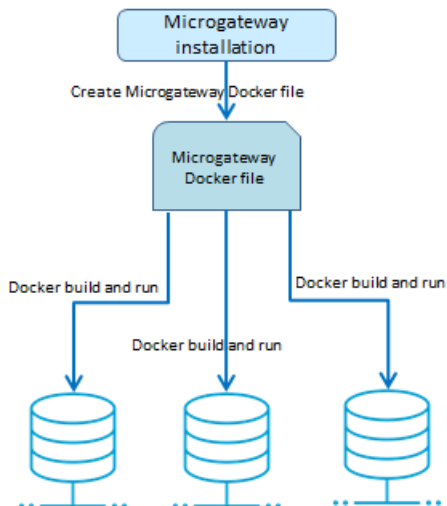 Microgateway
installation
Create Microgateway Docker file
Microgateway
Docker file
Docker build and run
Docker build and run
Docker build and run